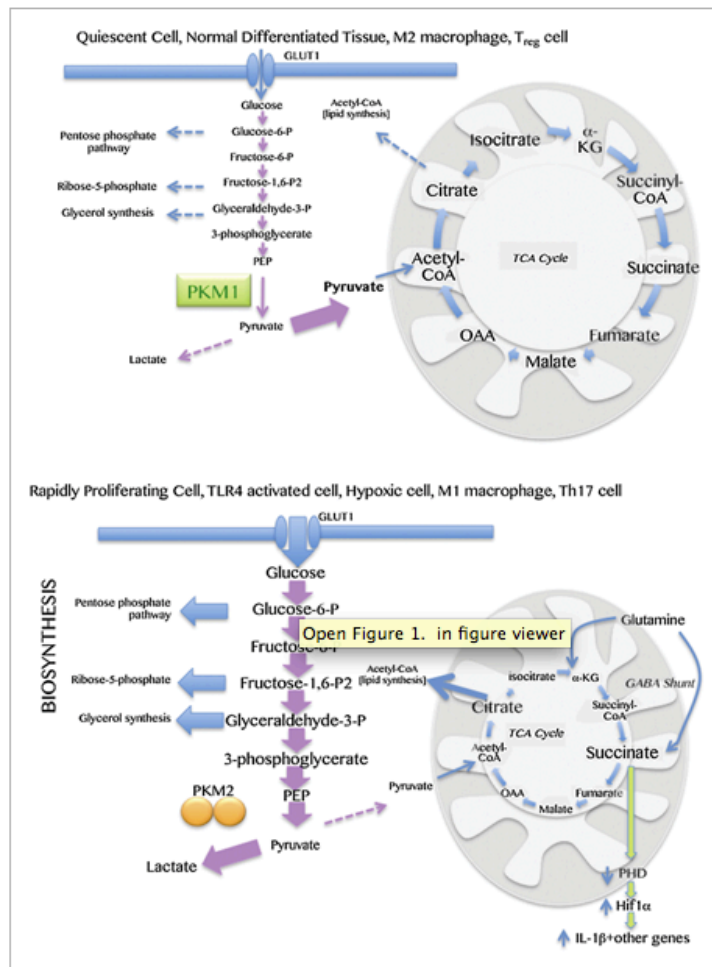 Quiescent Cell, Normal Differentiated Tissue, M2 macrophage, Treg cell
GLUT1
Glucose
Glucose-6-P
Fructose-6-P
Fructose-1,6-P2
Glyceraldehyde-3-P
3-phosphoglycerate
PEP
Pyruvate
Lactate
Pentose phosphate
pathway
Ribose-5-phosphate
Glycerol synthesis
PKM1
Pyruvate
Acetyl-CoA
[lipid synthesis]
Citrate
Isocitrate
α-
KG
Succinyl-
CoA
Succinate
Fumarate
Malate
OAA
Acetyl-
CoA
TCA Cycle
Rapidly Proliferating Cell, TLR4 activated cell, Hypoxic cell, M1 macrophage, Th17 cell
GLUT1
BIOSYNTHESIS
Glucose
Glucose-6-P
Open Figure 1. in figure viewer
Fructose-1,6-P2
Glyceraldehyde-3-P
3-phosphoglycerate
PEP
Pyruvate
Lactate
Pentose phosphate
pathway
Ribose-5-phosphate
Glycerol synthesis
PKM2
Pyruvate
Acetyl-CoA
[lipid synthesis]
Citrate
isocitrate
α-KG
Succinyl-
CoA
Succinate
Fumarate
Malate
OAA
Acetyl-
CoA
TCA Cycle
Glutamine
GABA Shunt
PHD
Hif1α
IL-1β+other genes